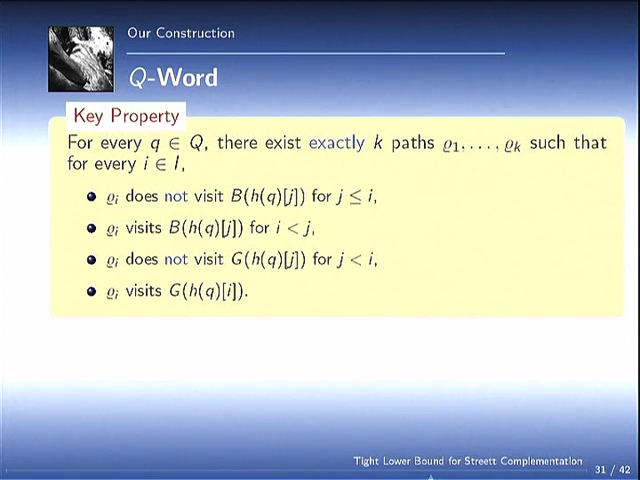 Our Construction
Q-Word
Key Property
For every q ∈ Q, there exist exactly k paths ϱ₁, . . . , ϱₖ such that
for every i ∈ I,
ϱᵢ does not visit B(h(q)[j]) for j ≤ i,
ϱᵢ visits B(h(q)[j]) for i < j,
ϱᵢ does not visit G(h(q)[j]) for j < i,
ϱᵢ visits G(h(q)[i]).
Tight Lower Bound for Streett Complementation
31 / 42